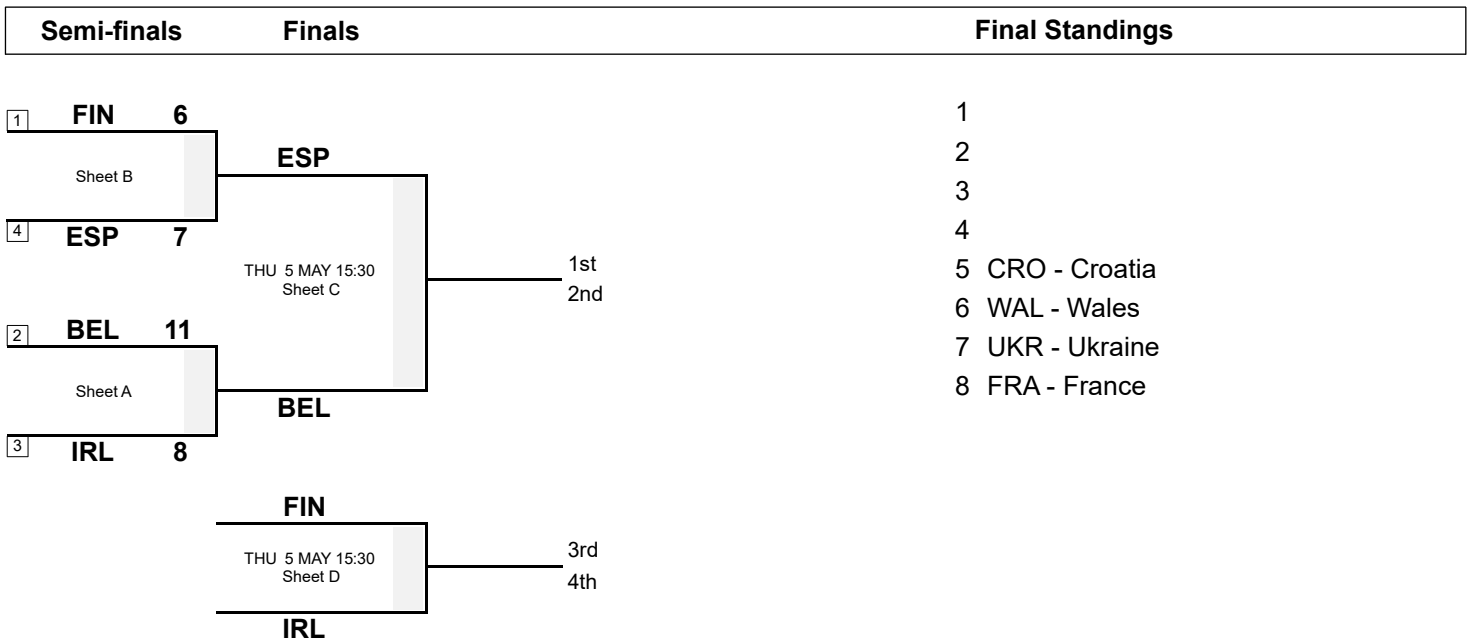 Semi-finals Finals Final Standings
1 FIN 6
Sheet B
4 ESP 7
ESP
THU 5 MAY 15:30
Sheet C
BEL
1st
2nd
2 BEL 11
Sheet A
3 IRL 8
FIN
THU 5 MAY 15:30
Sheet D
IRL
3rd
4th
1
2
3
4
5 CRO - Croatia
6 WAL - Wales
7 UKR - Ukraine
8 FRA - France